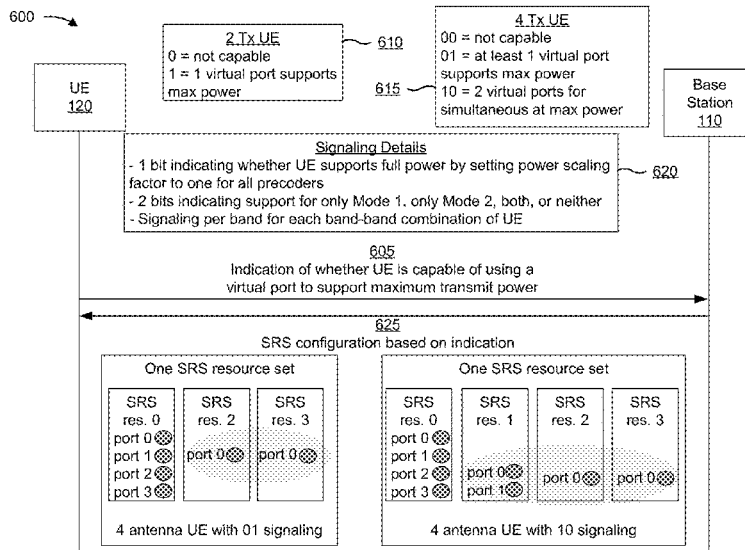 600
2 Tx UE
0 = not capable
1 = 1 virtual port supports
max power
610
4 Tx UE
00 = not capable
01 = at least 1 virtual port
supports max power
10 = 2 virtual ports for
simultaneous at max power
615
UE
120
Base
Station
110
Signaling Details
- 1 bit indicating whether UE supports full power by setting power scaling
factor to one for all precoders
- 2 bits indicating support for only Mode 1, only Mode 2, both, or neither
- Signaling per band for each band-band combination of UE
620
605
Indication of whether UE is capable of using a
virtual port to support maximum transmit power
625
SRS configuration based on indication
One SRS resource set
SRS
res. 0
port 0
port 1
port 2
port 3
SRS
res. 2
port 0
SRS
res. 3
port 0
4 antenna UE with 01 signaling
One SRS resource set
SRS
res. 0
port 0
port 1
port 2
port 3
SRS
res. 1
port 0
port 1
SRS
res. 2
port 0
SRS
res. 3
port 0
4 antenna UE with 10 signaling